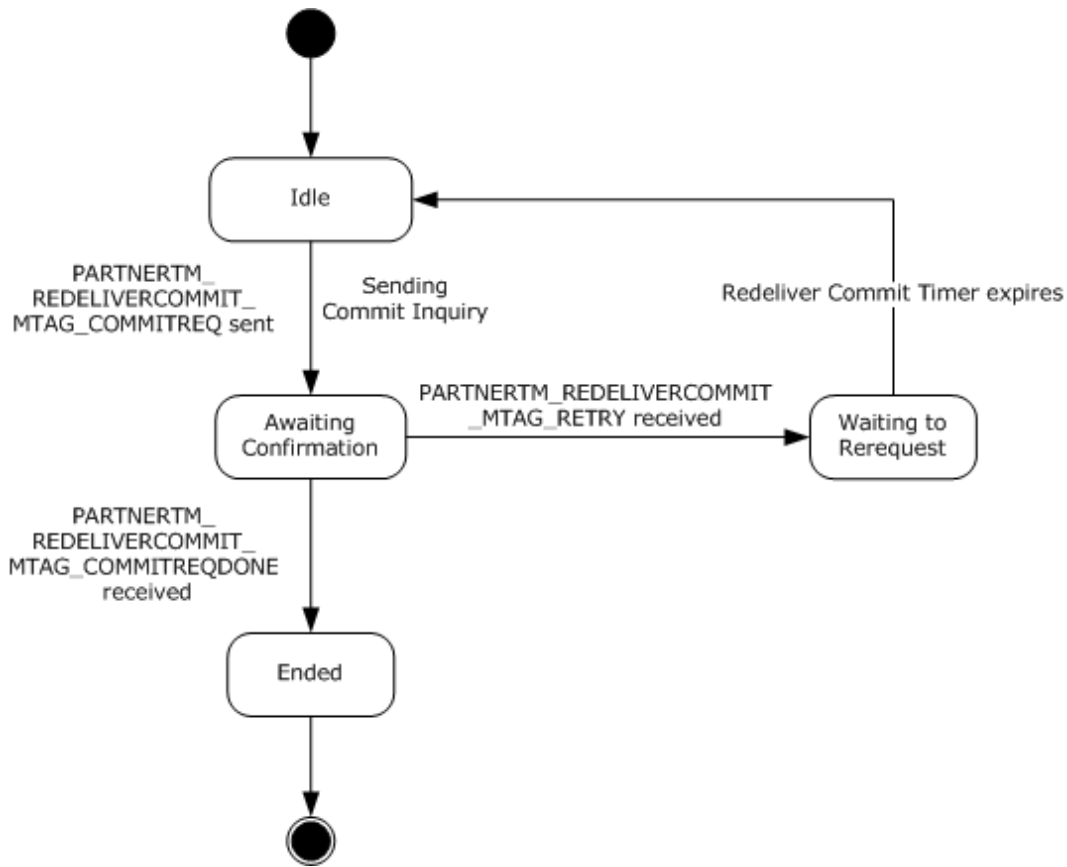 Idle
PARTNERTM_
REDELIVERCOMMIT_
MTAG_COMMITREQ sent
Sending
Commit Inquiry
Redeliver Commit Timer expires
Awaiting
Confirmation
PARTNERTM_REDELIVERCOMMIT
_MTAG_RETRY received
Waiting to
Rerequest
PARTNERTM_
REDELIVERCOMMIT_
MTAG_COMMITREQDONE
received
Ended